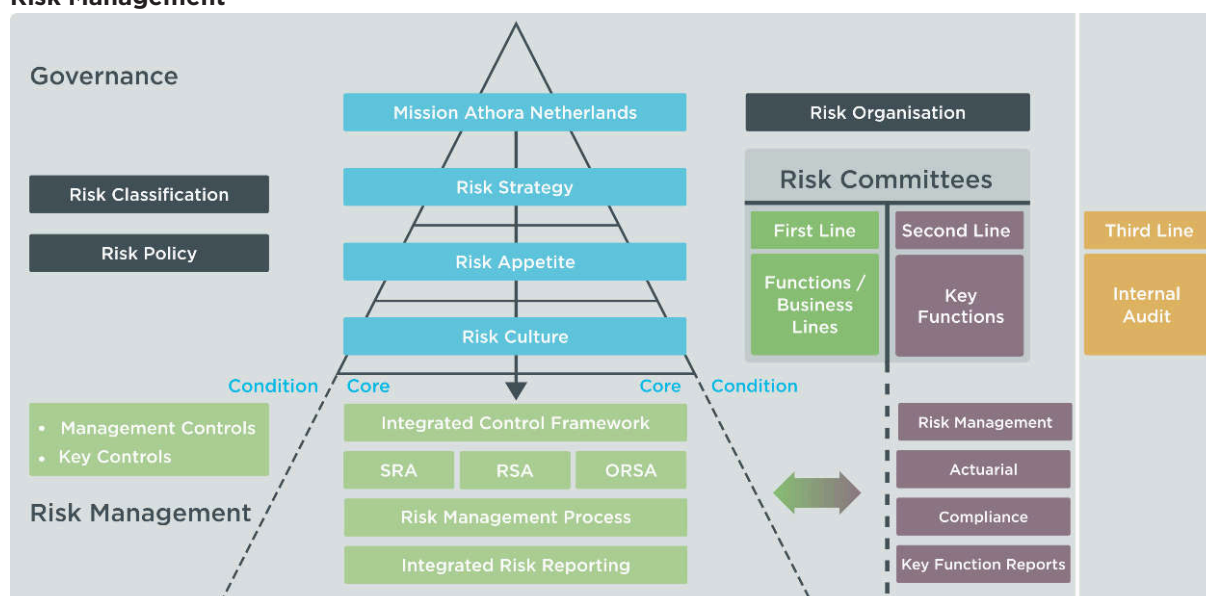 Risk Management
Governance
Mission Athora Netherlands
Risk Organisation
Risk Classification
Risk Strategy
Risk Committees
Risk Policy
First Line
Second Line
Third Line
Risk Appetite
Functions /
Business
Lines
Key
Functions
Internal
Audit
Risk Culture
Condition
Core
Core
Condition
• Management Controls
• Key Controls
Integrated Control Framework
Risk Management
SRA
RSA
ORSA
Actuarial
Risk Management
Risk Management Process
Compliance
Integrated Risk Reporting
Key Function Reports